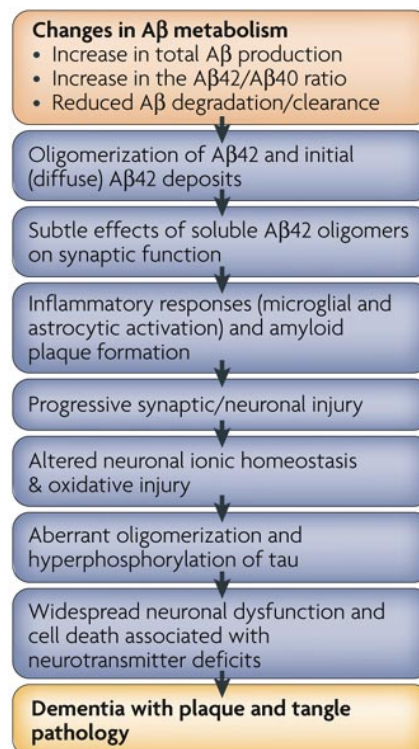 Changes in Aβ metabolism
• Increase in total Aβ production
• Increase in the Aβ42/Aβ40 ratio
• Reduced Aβ degradation/clearance
Oligomerization of Aβ42 and initial
(diffuse) Aβ42 deposits
Subtle effects of soluble Aβ42 oligomers
on synaptic function
Inflammatory responses (microglial and
astrocytic activation) and amyloid
plaque formation
Progressive synaptic/neuronal injury
Altered neuronal ionic homeostasis
& oxidative injury
Aberrant oligomerization and
hyperphosphorylation of tau
Widespread neuronal dysfunction and
cell death associated with
neurotransmitter deficits
Dementia with plaque and tangle
pathology